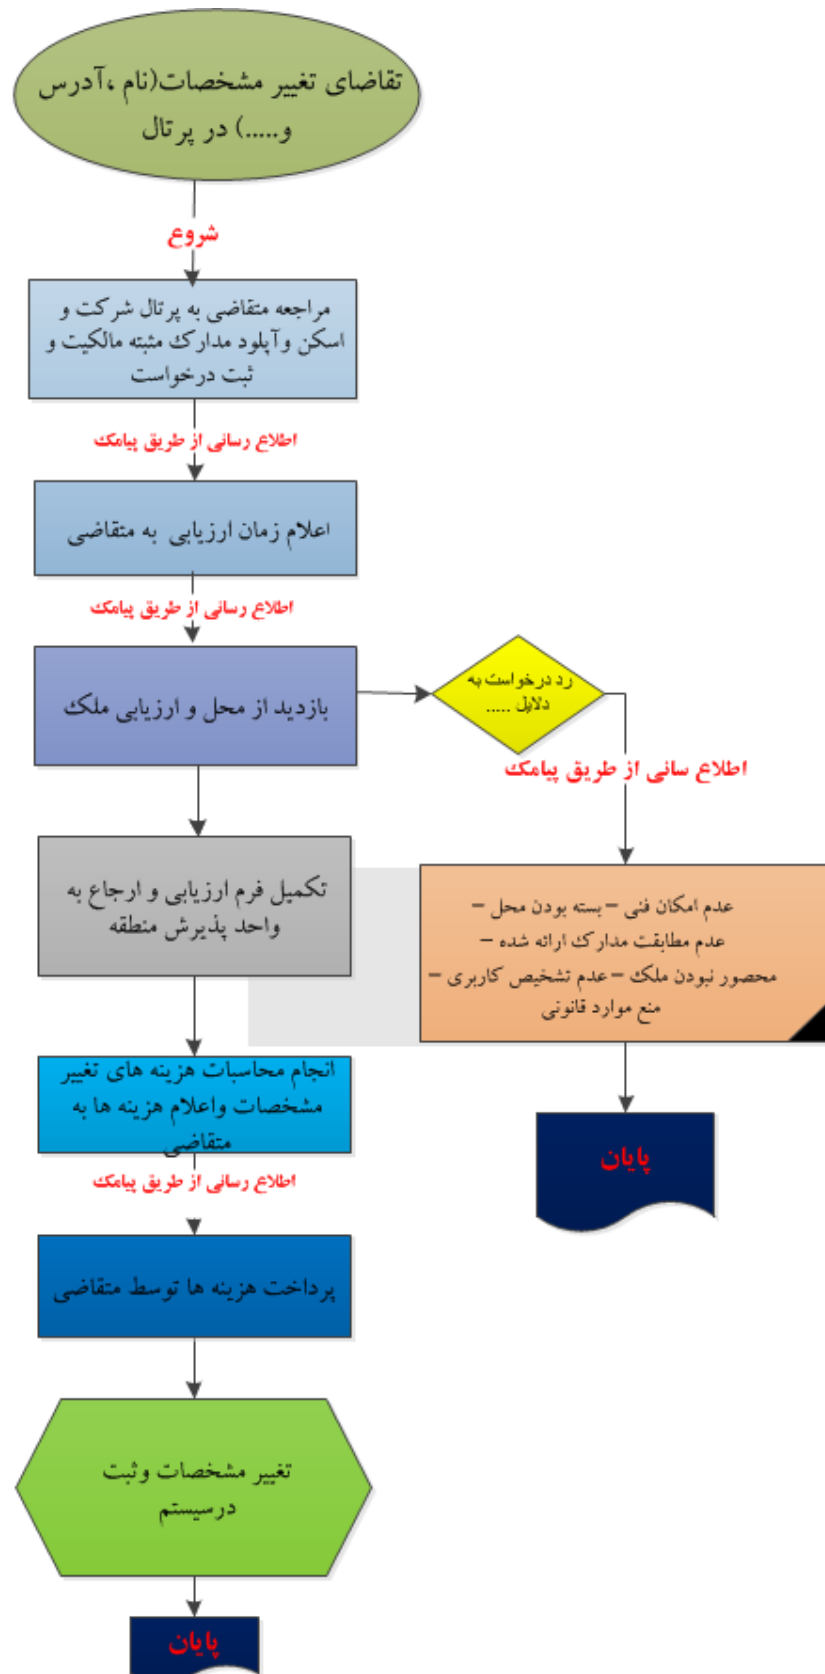 تقاضای تغییر مشخصات(نام ،آدرس
و.....) در پرتال
شروع
مراجعه متقاضی به پرتال شرکت و
اسکن وآپلود مدارک مثبته مالکیت و
ثبت درخواست
اطلاع رسانی از طریق پیامک
اعلام زمان ارزیابی به متقاضی
اطلاع رسانی از طریق پیامک
بازدید از محل و ارزیابی ملک
رد درخواست به
دلایل .....
اطلاع سانی از طریق پیامک
عدم امکان فنی – بسته بودن محل –
عدم مطابقت مدارک ارائه شده –
محصور نبودن ملک – عدم تشخیص کاربری –
منع موارد قانونی
پایان
تکمیل فرم ارزیابی و ارجاع به
واحد پذیرش منطقه
انجام محاسبات هزینه های تغییر
مشخصات واعلام هزینه ها به
متقاضی
اطلاع رسانی از طریق پیامک
پرداخت هزینه ها توسط متقاضی
تغییر مشخصات وثبت
درسیستم
پایان